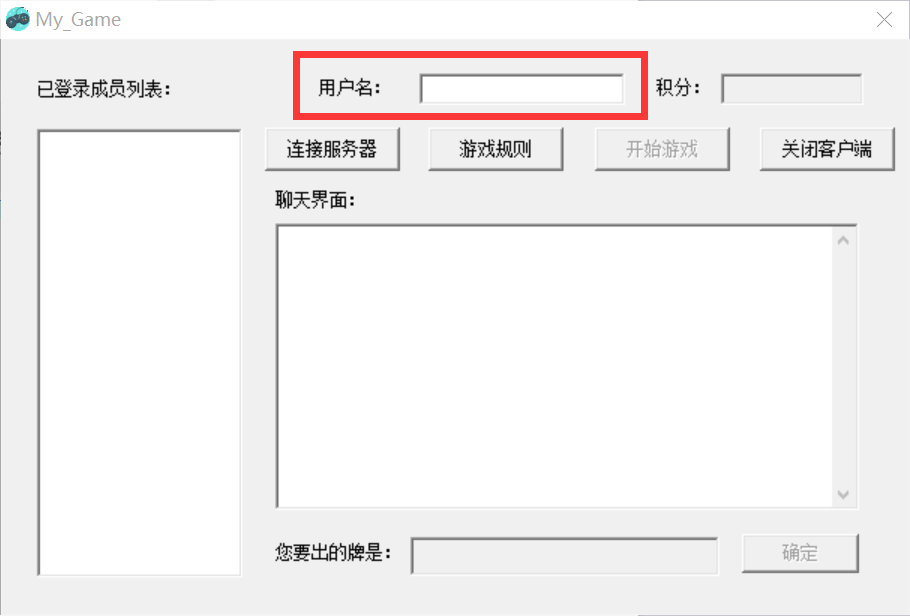 My_Game
已登录成员列表：
用户名：
积分：
连接服务器
游戏规则
开始游戏
关闭客户端
聊天界面：
您要出的牌是：
确定